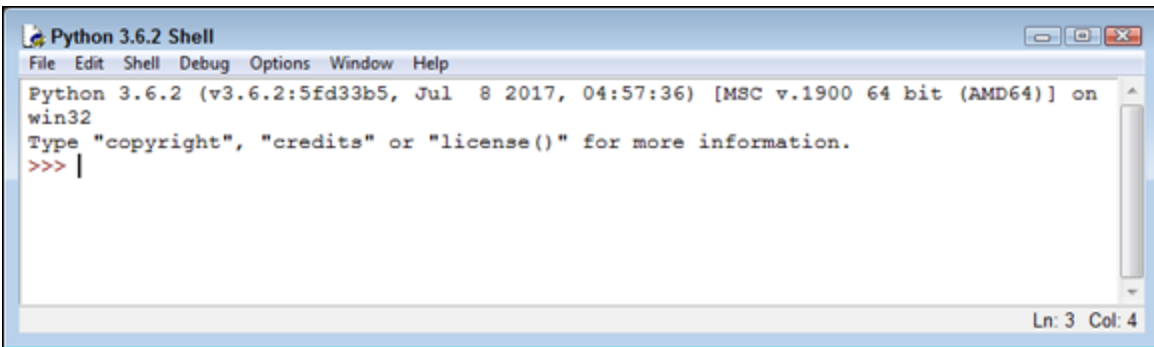 Python 3.6.2 Shell
File Edit Shell Debug Options Window Help
Python 3.6.2 (v3.6.2:5fd33b5, Jul  8 2017, 04:57:36) [MSC v.1900 64 bit (AMD64)] on
win32
Type "copyright", "credits" or "license()" for more information.
>>>
Ln: 3 Col: 4